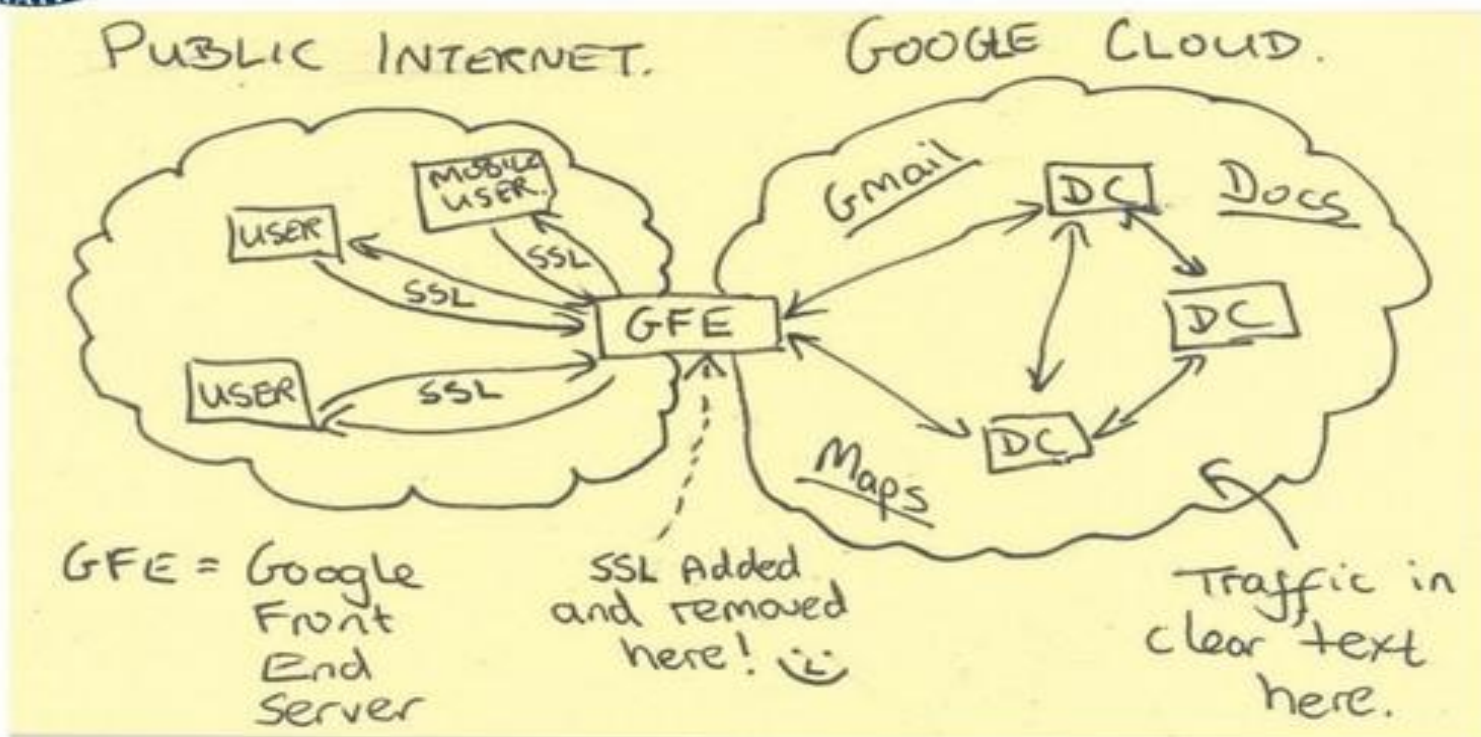 PUBLIC INTERNET.
GOOGLE CLOUD.
MOBILE
USER.
USER
SSL
SSL
GFE
USER
SSL
Gmail
DC
Docs
DC
DC
Maps
GFE = Google
Front
End
Server
SSL Added
and removed
here!
Traffic in
clear text
here.